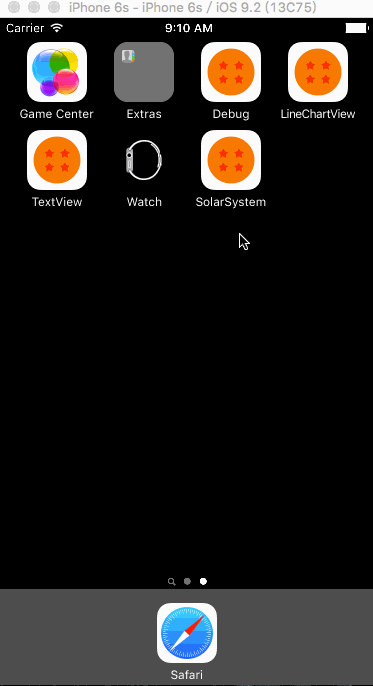 iPhone 6s - iPhone 6s / iOS 9.2 (13C75)
Carrier 9:10 AM
Game Center Extras Debug LineChartView
TextView Watch SolarSystem
Safari